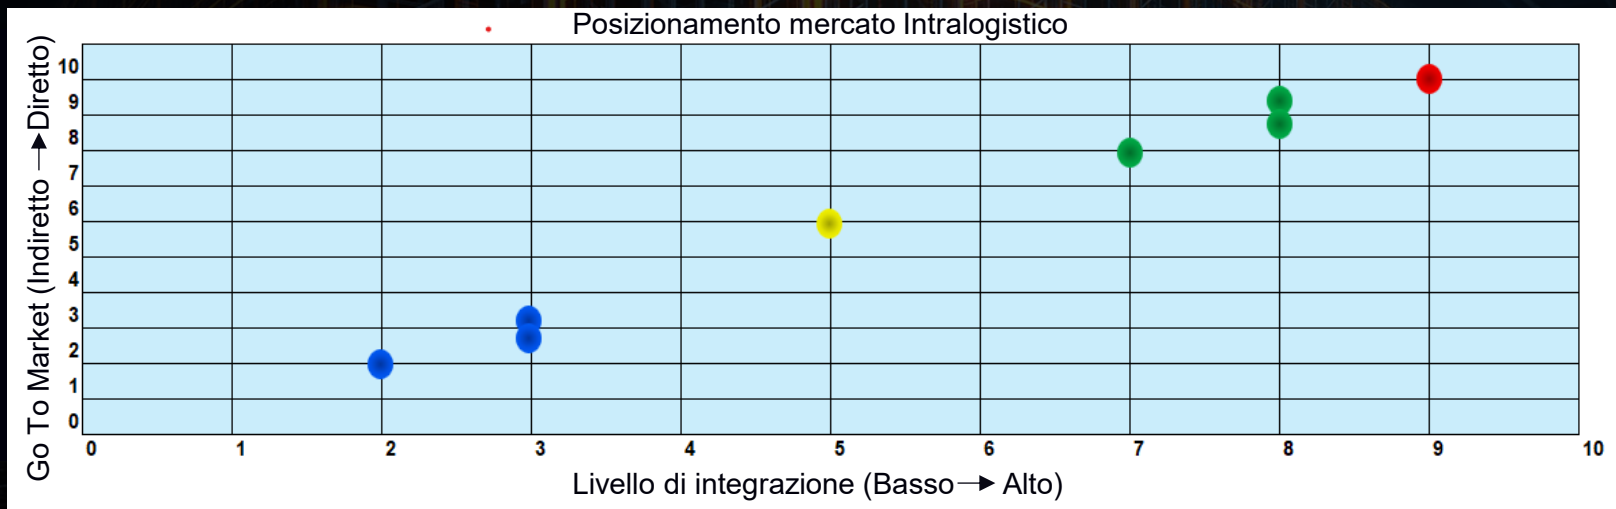 Posizionamento mercato Intralogistico
Go To Market (Indiretto → Diretto)
10
9
8
7
6
5
4
3
2
1
0
0 1 2 3 4 5 6 7 8 9 10
Livello di integrazione (Basso → Alto)